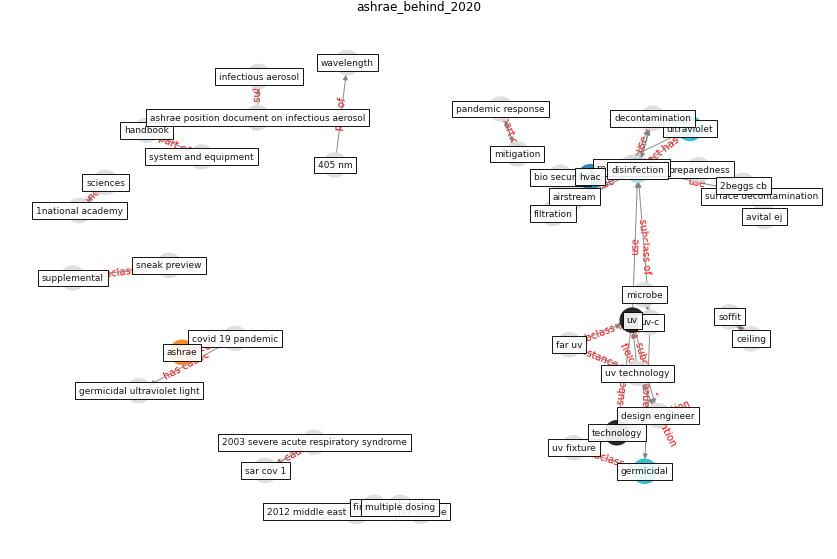 ashrae_behind_2020
wavelength
infectious aerosol
ashrae position document on infectious aerosol
handbook
part of
system and equipment
405 nm
of
sciences
1national academy
sneak preview
supplemental
covid 19 pandemic
ashrae
has cause
germicidal ultraviolet light
2003 severe acute respiratory syndrome
sar cov 1
2012 middle east
multiple dosing
pandemic response
mitigation
decontamination
ultraviolet
disinfection
preparedness
bio secur
hvac
airstream
filtration
2beggs cb
surface decontamination
avital ej
use
subclass of
microbe
uv
uv-c
far uv
uv technology
design engineer
technology
uv fixture
germicidal
soffit
ceiling